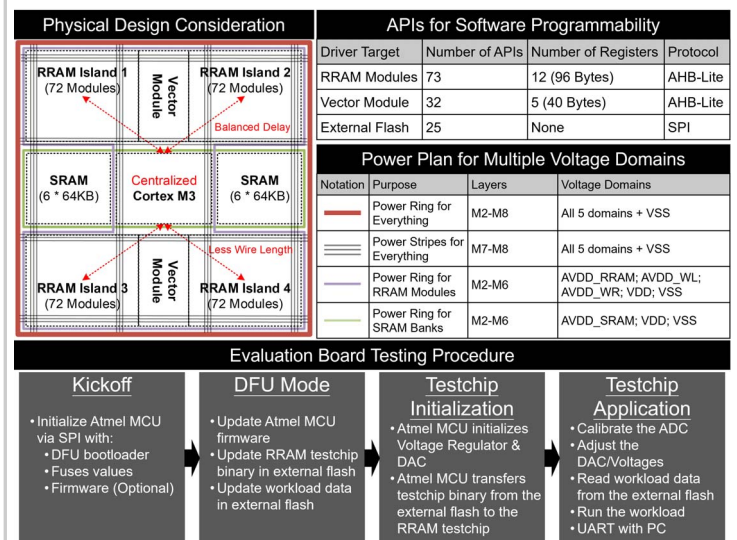 Physical Design Consideration
RRAM Island 1
(72 Modules)
Vector
Module
RRAM Island 2
(72 Modules)
Balanced Delay
SRAM
(6 * 64KB)
Centralized
Cortex M3
SRAM
(6 * 64KB)
Less Wire Length
RRAM Island 3
(72 Modules)
Vector
Module
RRAM Island 4
(72 Modules)
APIs for Software Programmability
Driver Target Number of APIs Number of Registers Protocol
RRAM Modules 73 12 (96 Bytes) AHB-Lite
Vector Module 32 5 (40 Bytes) AHB-Lite
External Flash 25 None SPI
Power Plan for Multiple Voltage Domains
Notation Purpose Layers Voltage Domains
Power Ring for
Everything
M2-M8
All 5 domains + VSS
Power Stripes for
Everything
M7-M8
All 5 domains + VSS
Power Ring for
RRAM Modules
M2-M6
AVDD_RRAM; AVDD_WL;
AVDD_WR; VDD; VSS
Power Ring for
SRAM Banks
M2-M6
AVDD_SRAM; VDD; VSS
Evaluation Board Testing Procedure
Kickoff
• Initialize Atmel MCU
via SPI with:
• DFU bootloader
• Fuses values
• Firmware (Optional)
DFU Mode
• Update Atmel MCU
firmware
• Update RRAM testchip
binary in external flash
• Update workload data
in external flash
Testchip
Initialization
• Atmel MCU initializes
Voltage Regulator &
DAC
• Atmel MCU transfers
testchip binary from the
external flash to the
RRAM testchip
Testchip
Application
• Calibrate the ADC
• Adjust the
DAC/Voltages
• Read workload data
from the external flash
• Run the workload
• UART with PC